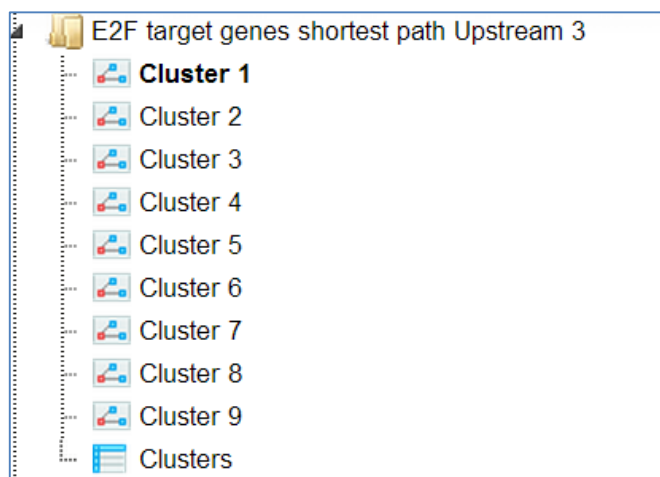 E2F target genes shortest path Upstream 3
Cluster 1
Cluster 2
Cluster 3
Cluster 4
Cluster 5
Cluster 6
Cluster 7
Cluster 8
Cluster 9
Clusters